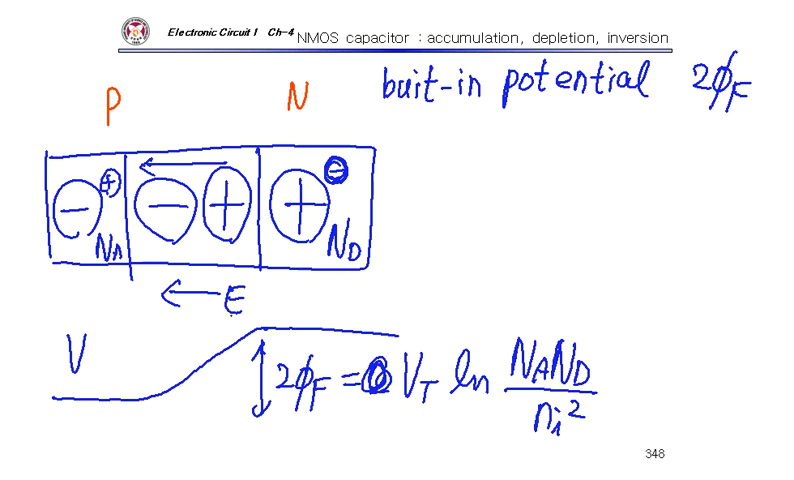 Electronic Circuit 1 Ch-4 NMOS capacitor : accumulation, depletion, inversion
buit-in potential 2ϕF
P N
− + − + + −
NA ND
← E
V
2ϕF = VT ln NAND / ni²
348